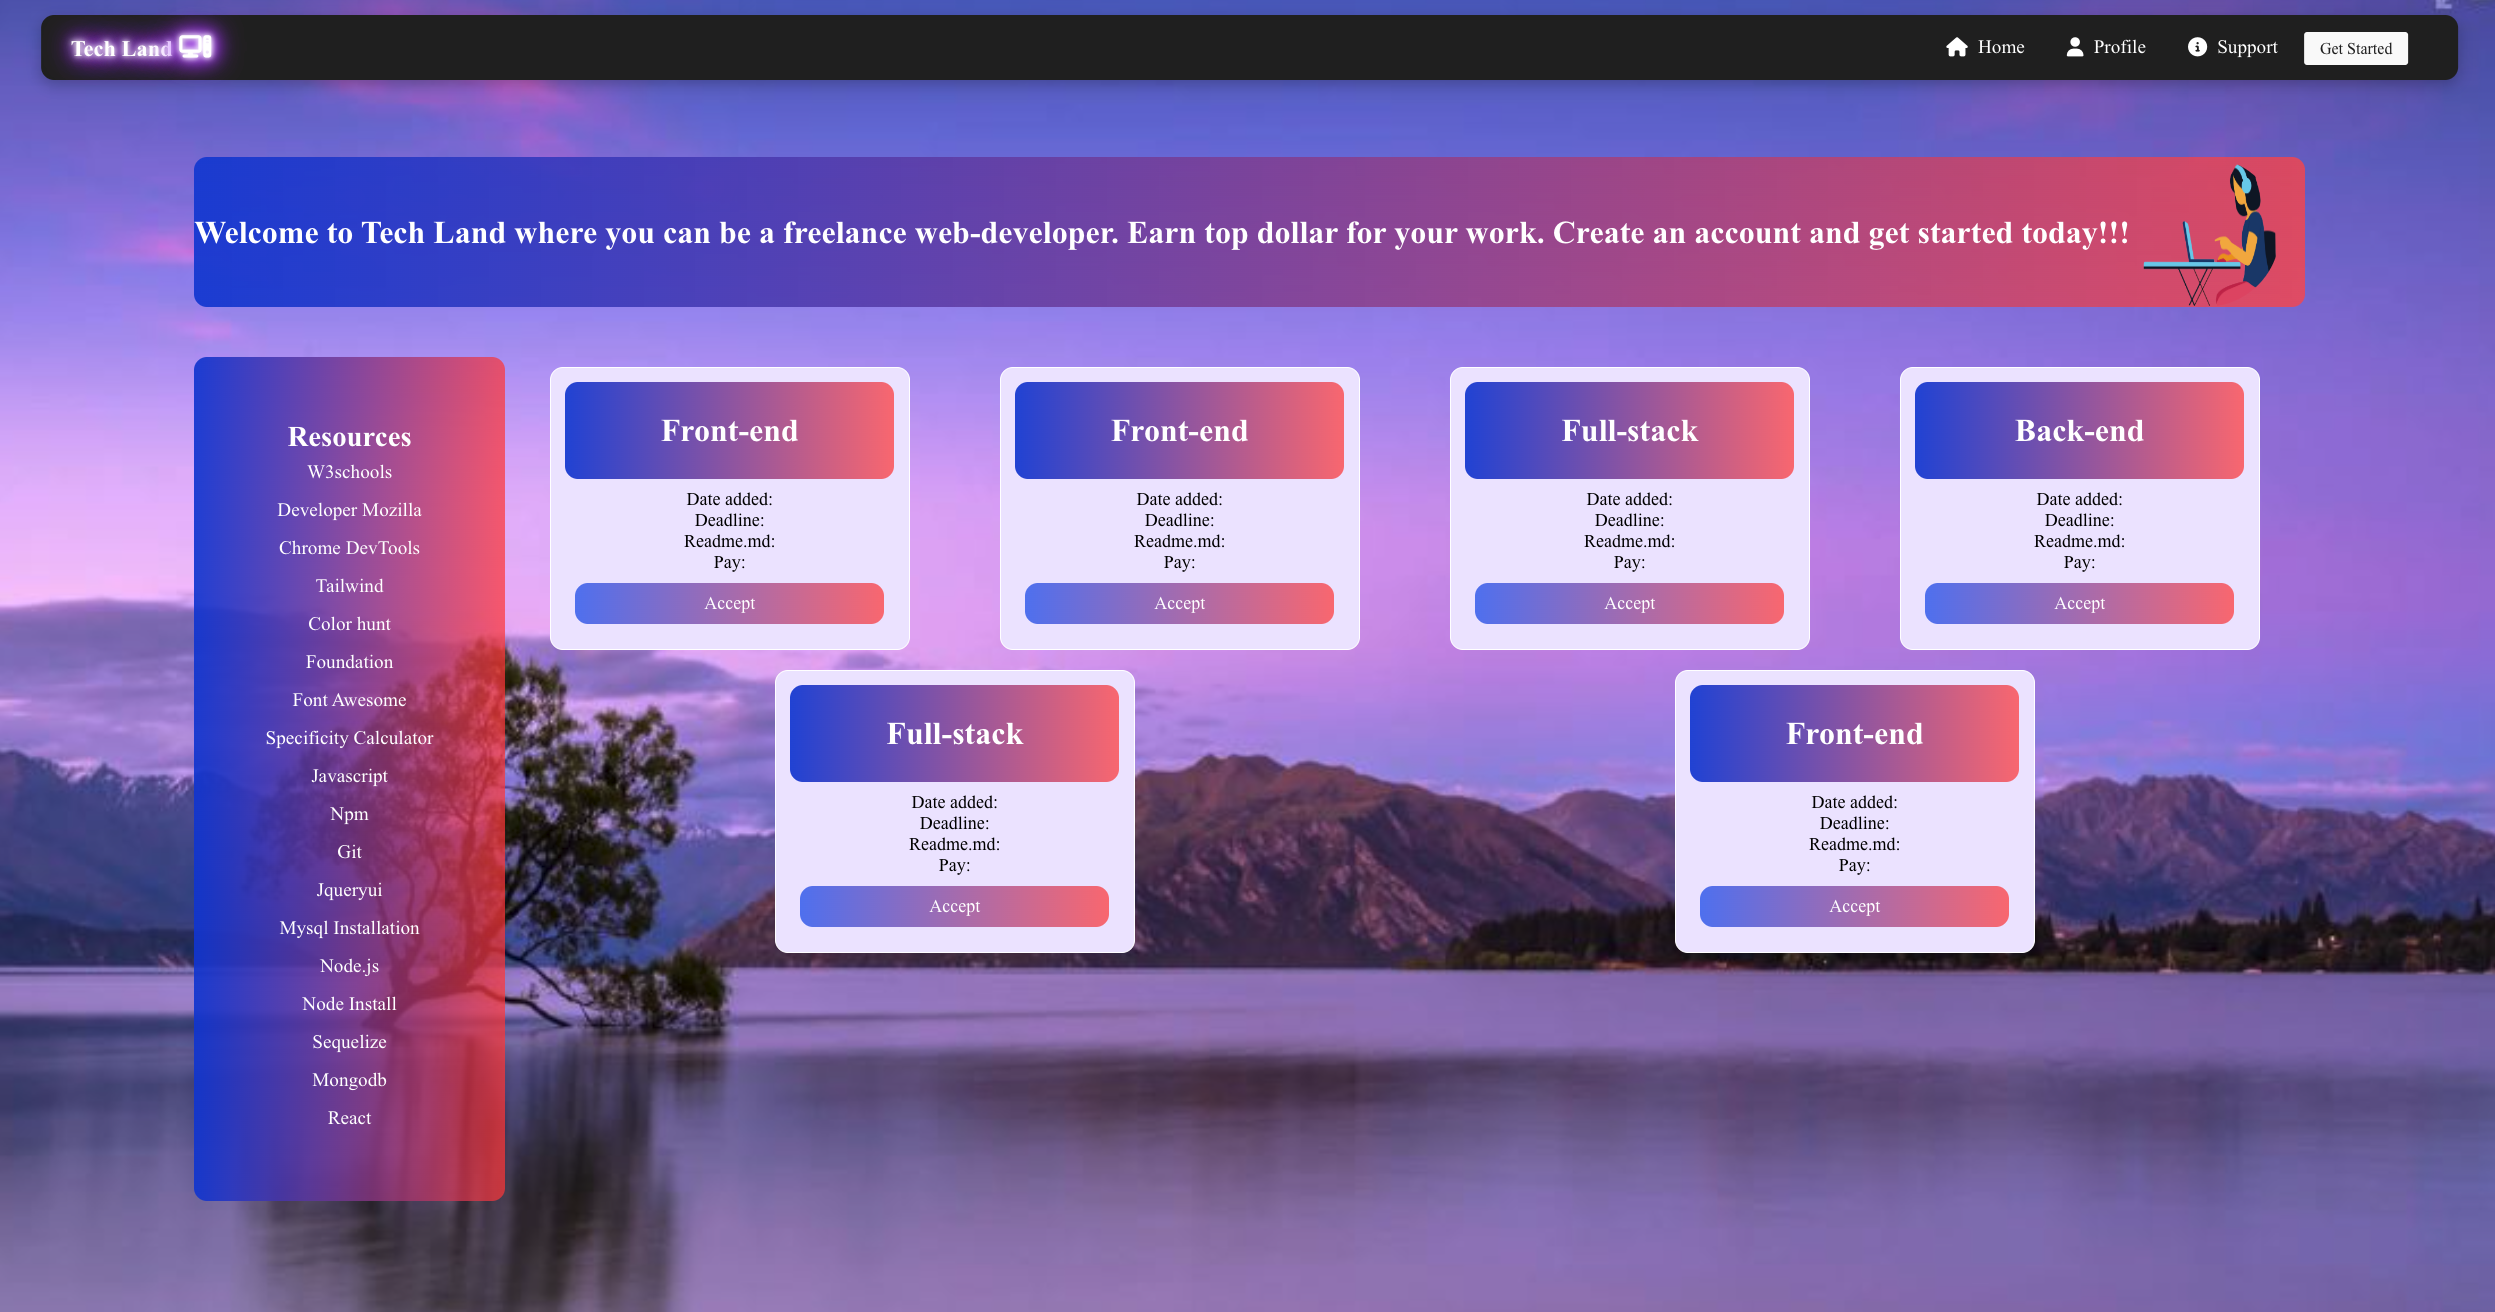 Tech Land
Home
Profile
Support
Get Started
Welcome to Tech Land where you can be a freelance web-developer. Earn top dollar for your work. Create an account and get started today!!!
Resources
W3schools
Developer Mozilla
Chrome DevTools
Tailwind
Color hunt
Foundation
Font Awesome
Specificity Calculator
Javascript
Npm
Git
Jqueryui
Mysql Installation
Node.js
Node Install
Sequelize
Mongodb
React
Front-end
Date added:
Deadline:
Readme.md:
Pay:
Accept
Front-end
Date added:
Deadline:
Readme.md:
Pay:
Accept
Full-stack
Date added:
Deadline:
Readme.md:
Pay:
Accept
Back-end
Date added:
Deadline:
Readme.md:
Pay:
Accept
Full-stack
Date added:
Deadline:
Readme.md:
Pay:
Accept
Front-end
Date added:
Deadline:
Readme.md:
Pay:
Accept